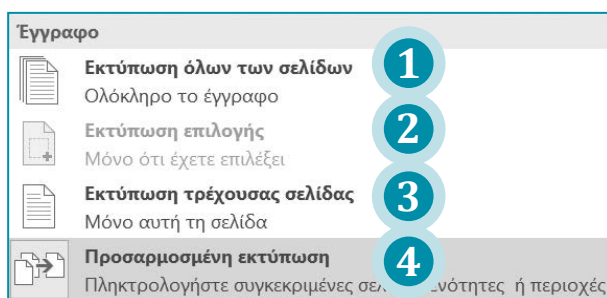 Έγγραφο
Εκτύπωση όλων των σελίδων 1
Ολόκληρο το έγγραφο
Εκτύπωση επιλογής 2
Μόνο ότι έχετε επιλέξει
Εκτύπωση τρέχουσας σελίδας 3
Μόνο αυτή τη σελίδα
Προσαρμοσμένη εκτύπωση 4
Πληκτρολογήστε συγκεκριμένες ή περιοχές